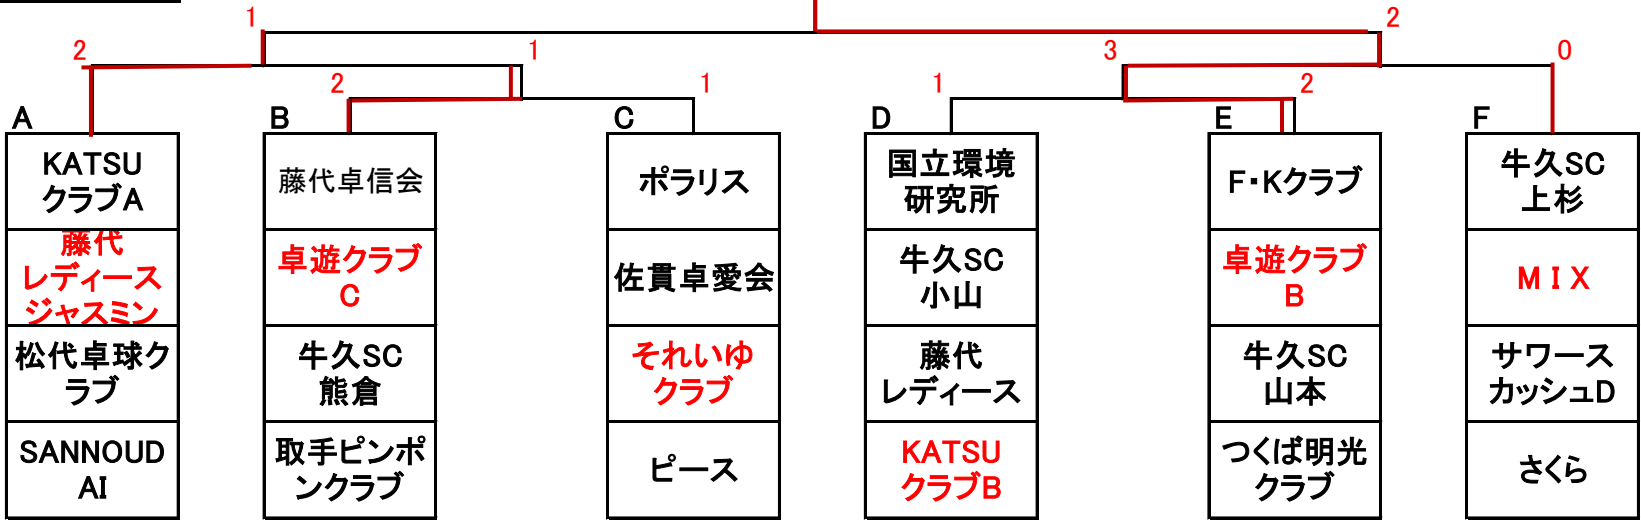 1
2
2
1
3
0
2
1
1
2
A
B
C
D
E
F
KATSU
クラブA
藤代
レディース
ジャスミン
松代卓球ク
ラブ
SANNOUD
AI
藤代卓信会
卓遊クラブ
C
牛久SC
熊倉
取手ピンポ
ンクラブ
ポラリス
佐貫卓愛会
それいゆ
クラブ
ピース
国立環境
研究所
牛久SC
小山
藤代
レディース
KATSU
クラブB
F・Kクラブ
卓遊クラブ
B
牛久SC
山本
つくば明光
クラブ
牛久SC
上杉
MIX
サワース
カッシュD
さくら